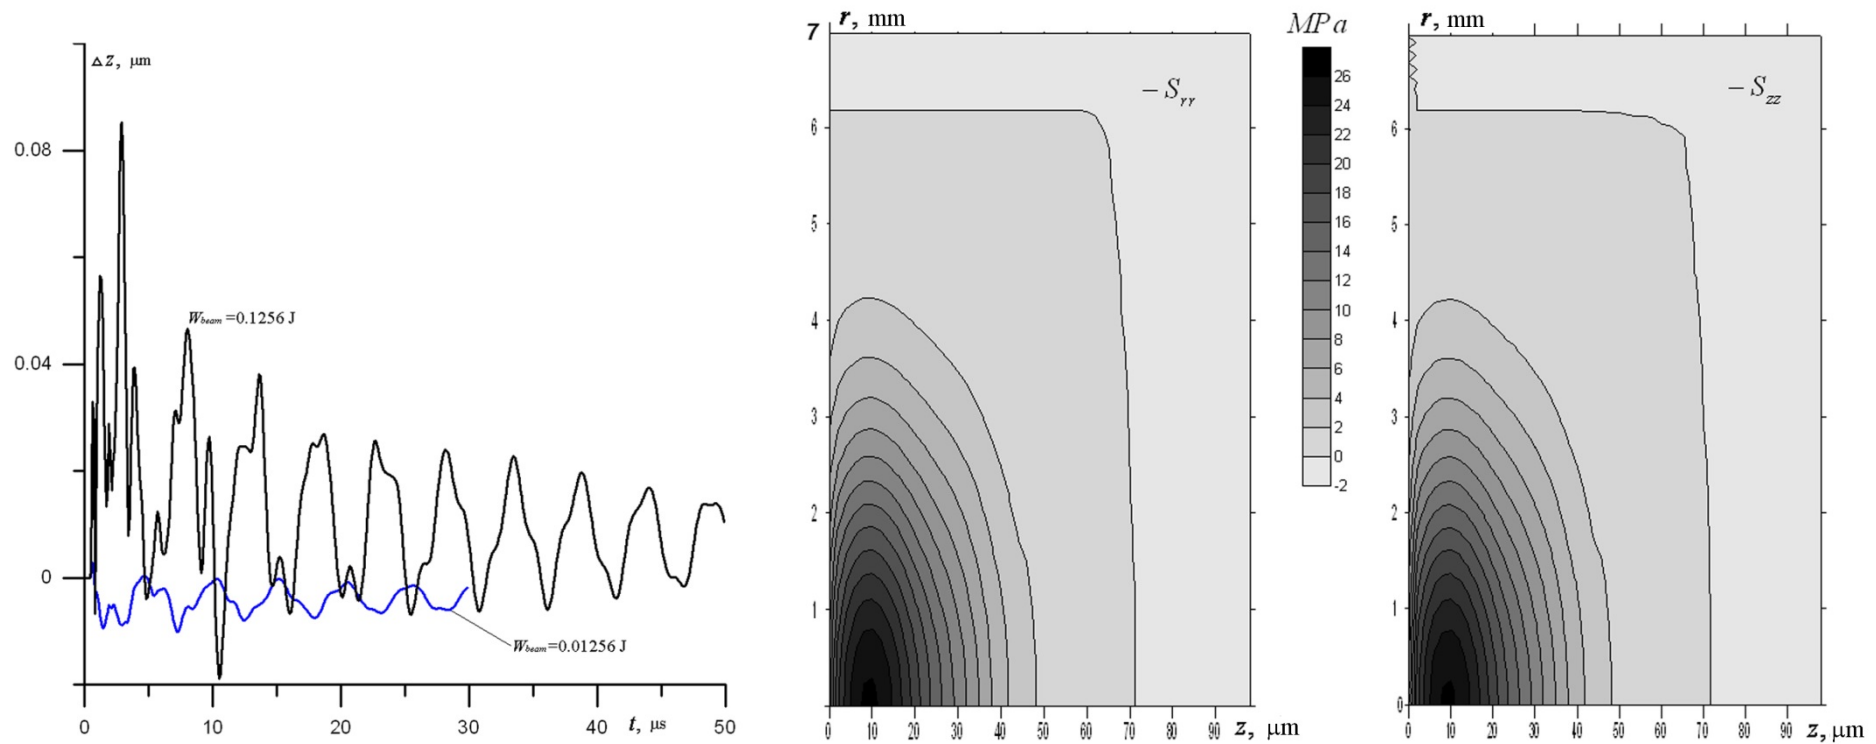 △ z, μm
0.08
0.04
0
W_beam=0.1256 J
W_beam=0.01256 J
0 10 20 30 40 50
t, μs
r, mm
7
6
5
4
3
2
1
− S_rr
0 10 20 30 40 50 60 70 80 90
z, μm
MPa
26
24
22
20
18
16
14
12
10
8
6
4
2
0
-2
r, mm
6
5
4
3
2
1
0
− S_zz
0 10 20 30 40 50 60 70 80 90
z, μm